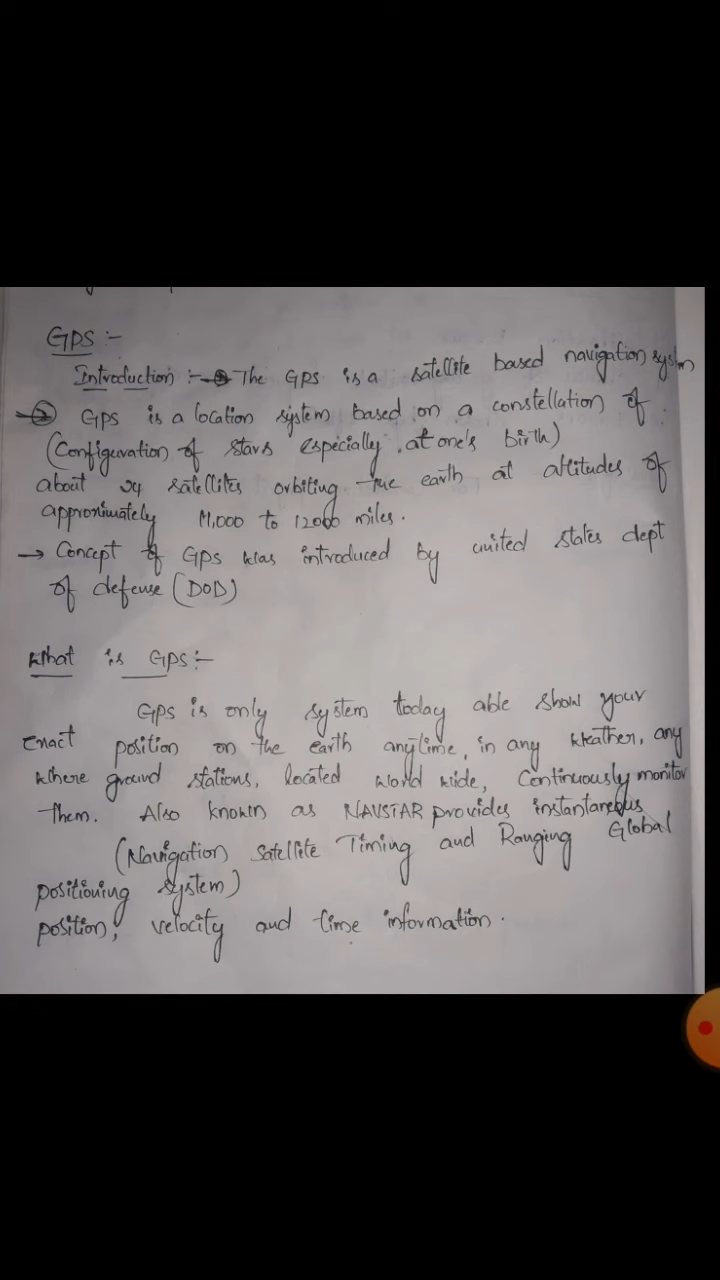 GPS :-
Introduction :- → The GPS is a satellite based navigation system
→ GPS is a location system based on a constellation of
(Configuration of stars especially at one's birth)
about 24 satellites orbiting the earth at altitudes of
approximately 11,000 to 12000 miles.
→ Concept of GPS was introduced by united states dept
of defense (DOD)
What is GPS :-
GPS is only system today able show your
Exact position on the earth anytime, in any weather, any
where ground stations, located world wide, Continuously monitor
them. Also known as NAVSTAR provides instantaneous
(Navigation Satellite Timing and Ranging Global
positioning system)
position, velocity and time information.